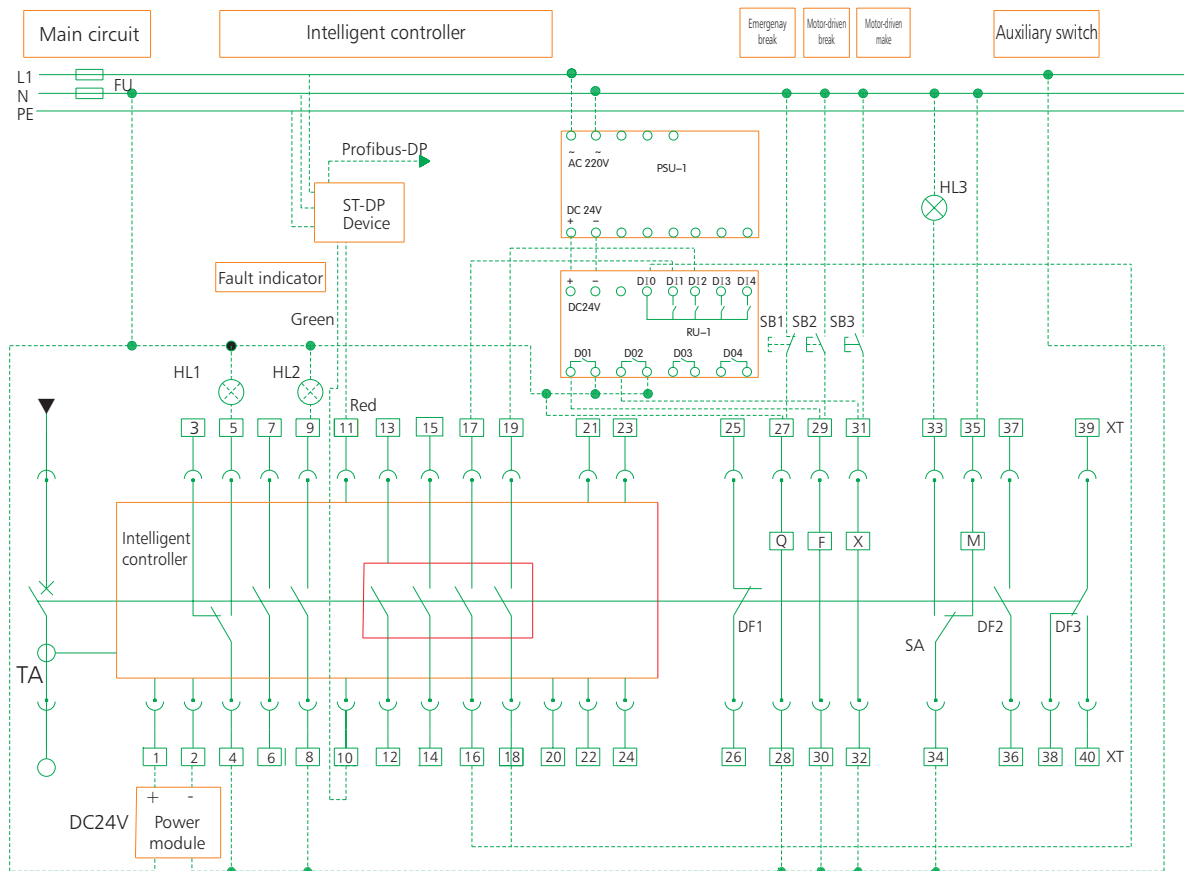 Main circuit
Intelligent controller
Emergenay
break
Motor-driven
break
Motor-driven
make
Auxiliary switch
L1
FU
N
PE
Profibus-DP
~ ~
AC 220V
PSU-1
DC 24V
+ -
ST-DP
Device
HL3
Fault indicator
Green
+ - DI0 DI1 DI2 DI3 DI4
DC24V
RU-1
SB1 SB2 SB3
D01 D02 D03 D04
HL1 HL2
Red
3 5 7 9 11 13 15 17 19 21 23 25 27 29 31 33 35 37 39 XT
Intelligent
controller
Q F X M
DF1 SA DF2 DF3
TA
1 2 4 6 8 10 12 14 16 18 20 22 24 26 28 30 32 34 36 38 40 XT
+ -
DC24V
Power
module